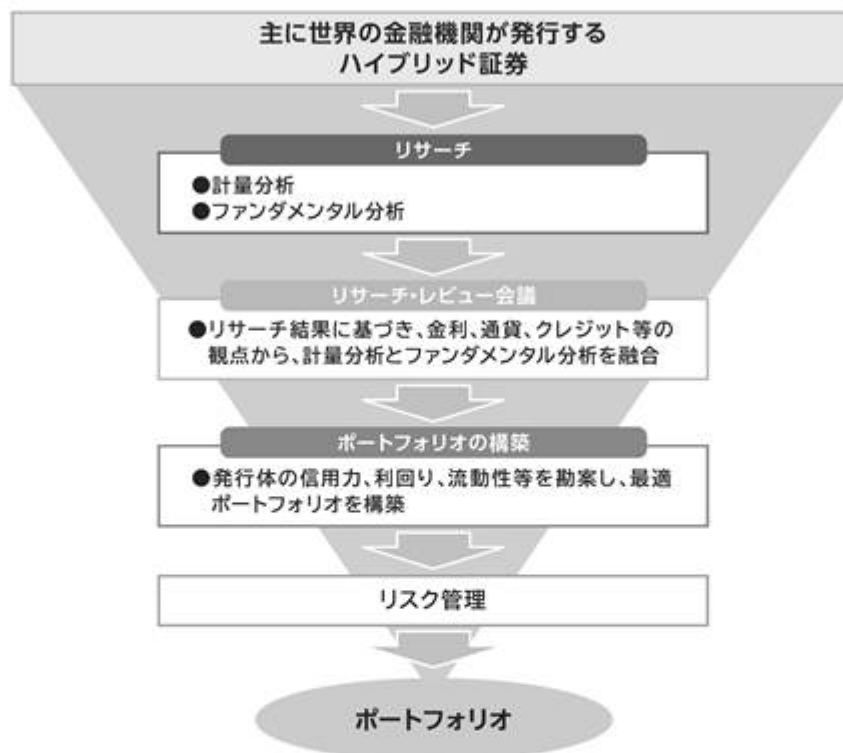 主に世界の金融機関が発行する
ハイブリッド証券
リサーチ
●計量分析
●ファンダメンタル分析
リサーチ・レビュー会議
●リサーチ結果に基づき、金利、通貨、クレジット等の
観点から、計量分析とファンダメンタル分析を融合
ポートフォリオの構築
●発行体の信用力、利回り、流動性等を勘案し、最適
ポートフォリオを構築
リスク管理
ポートフォリオ